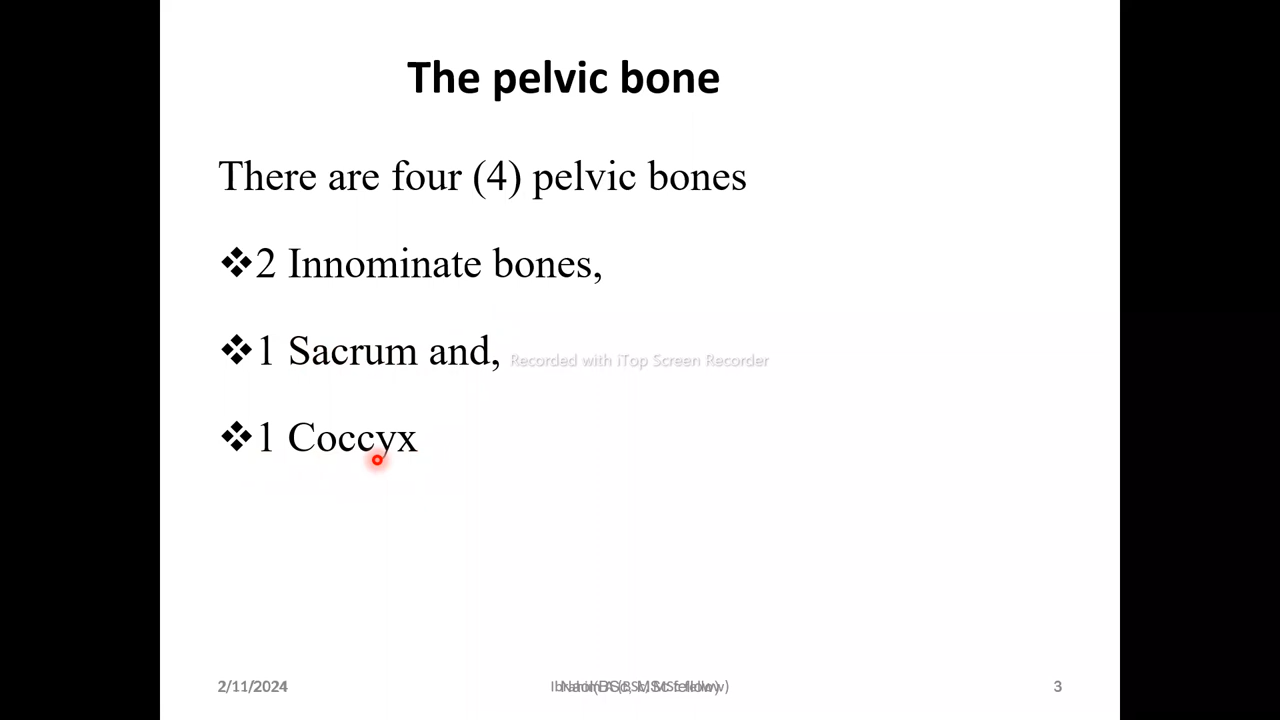 The pelvic bone
There are four (4) pelvic bones
❖2 Innominate bones,
❖1 Sacrum and,
Recorded with iTop Screen Recorder
❖1 Coccyx
2/11/2024
3